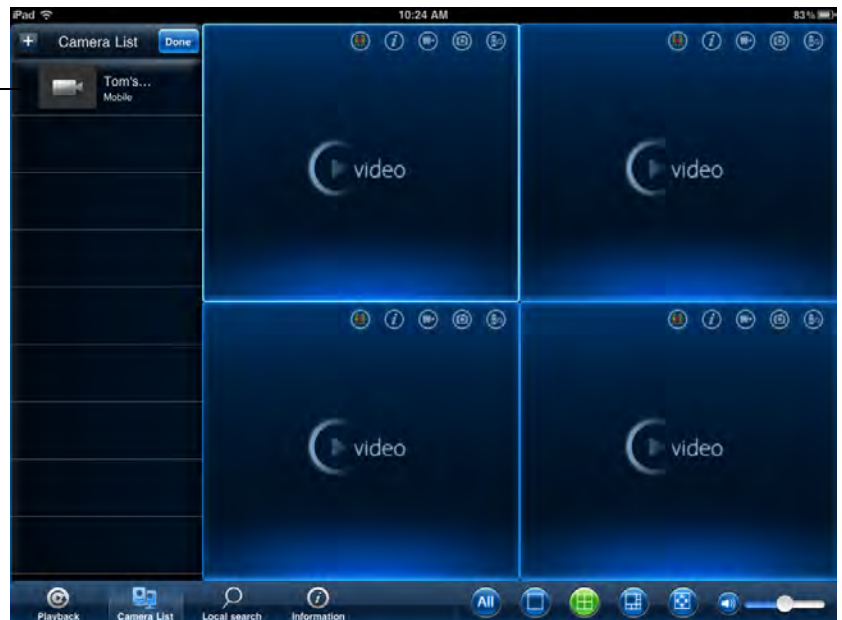 iPad 10:24 AM 83%
+ Camera List Done
Tom's...
Mobile
video
video
video
video
Playback
Camera List
Local search
Information
All